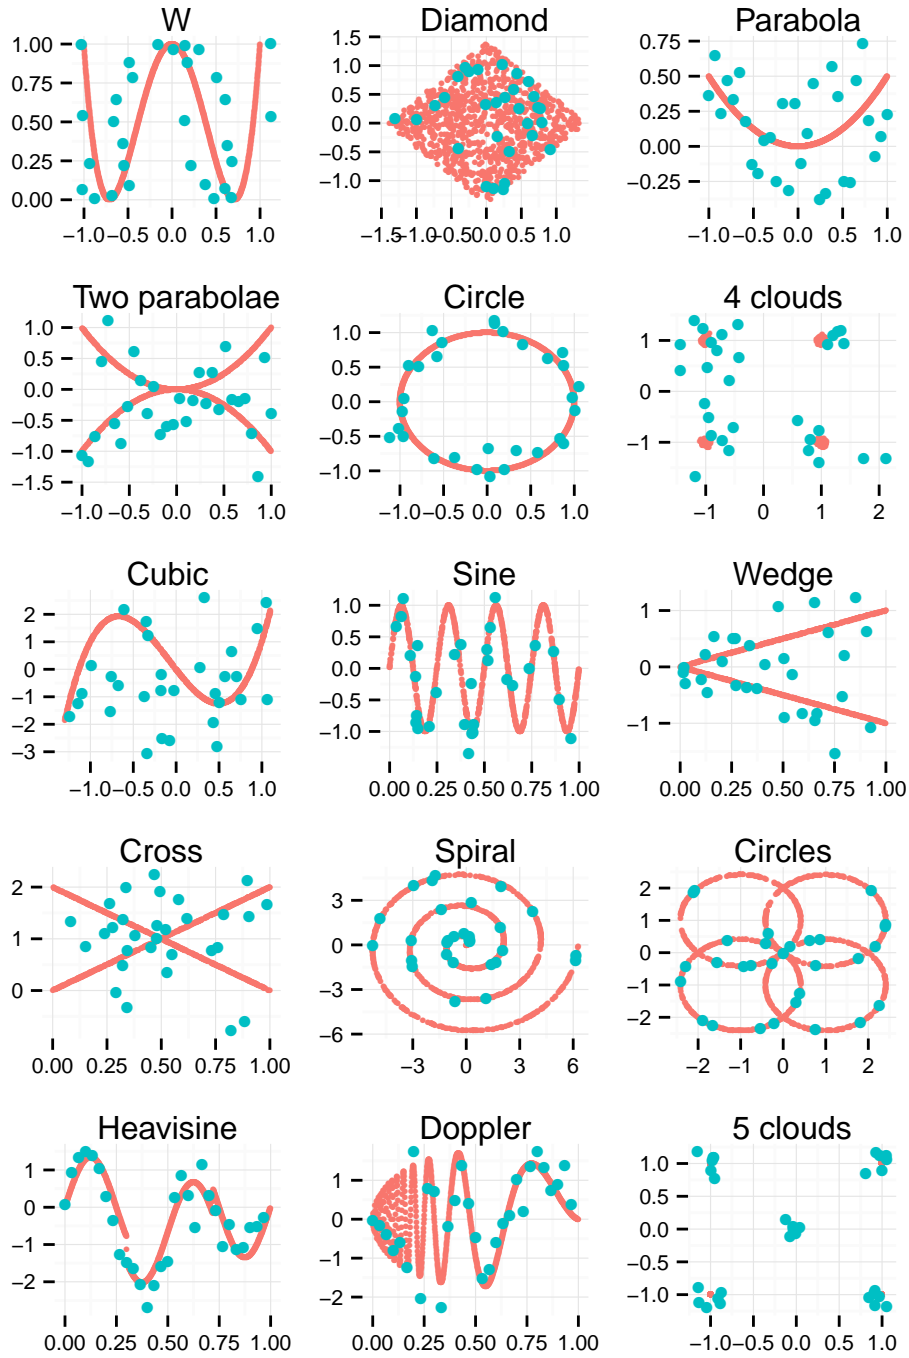 W
Diamond
Parabola
1.00
0.75
0.50
0.25
0.00
−1.0 −0.5 0.0 0.5 1.0
1.5
1.0
0.5
0.0
−0.5
−1.0
−1.5 −1.0 −0.5 0.0 0.5 1.0
0.75
0.50
0.25
0.00
−0.25
−1.0 −0.5 0.0 0.5 1.0
Two parabolae
Circle
4 clouds
1.0
0.5
0.0
−0.5
−1.0
−1.5
−1.0 −0.5 0.0 0.5 1.0
1.0
0.5
0.0
−0.5
−1.0
−1.0 −0.5 0.0 0.5 1.0
1
0
−1
−1 0 1 2
Cubic
Sine
Wedge
2
1
0
−1
−2
−3
−1.0 −0.5 0.0 0.5 1.0
1.0
0.5
0.0
−0.5
−1.0
0.00 0.25 0.50 0.75 1.00
1
0
−1
0.00 0.25 0.50 0.75 1.00
Cross
Spiral
Circles
2
1
0
0.00 0.25 0.50 0.75 1.00
3
0
−3
−6
−3 0 3 6
2
1
0
−1
−2
−2 −1 0 1 2
Heavisine
Doppler
5 clouds
1
0
−1
−2
0.00 0.25 0.50 0.75 1.00
1
0
−1
−2
0.00 0.25 0.50 0.75 1.00
1.0
0.5
0.0
−0.5
−1.0
−1.0 −0.5 0.0 0.5 1.0